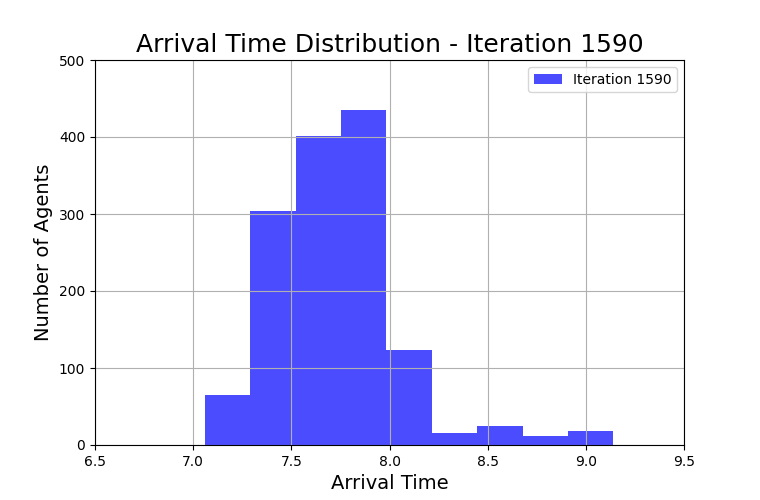 Arrival Time Distribution - Iteration 1590
Iteration 1590
Number of Agents
500
400
300
200
100
0
6.5 7.0 7.5 8.0 8.5 9.0 9.5
Arrival Time